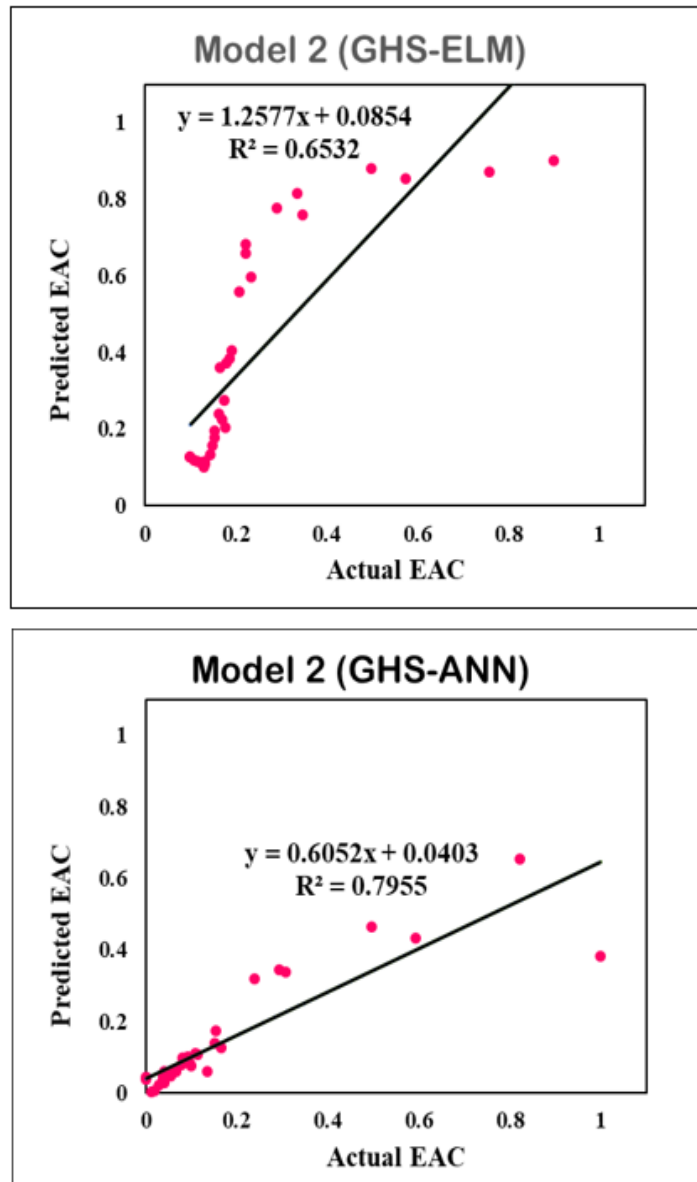 Model 2 (GHS-ELM)
y = 1.2577x + 0.0854
R² = 0.6532
1
0.8
0.6
0.4
0.2
0
Predicted EAC
0 0.2 0.4 0.6 0.8 1
Actual EAC
Model 2 (GHS-ANN)
1
0.8
y = 0.6052x + 0.0403
R² = 0.7955
0.6
0.4
0.2
0
Predicted EAC
0 0.2 0.4 0.6 0.8 1
Actual EAC